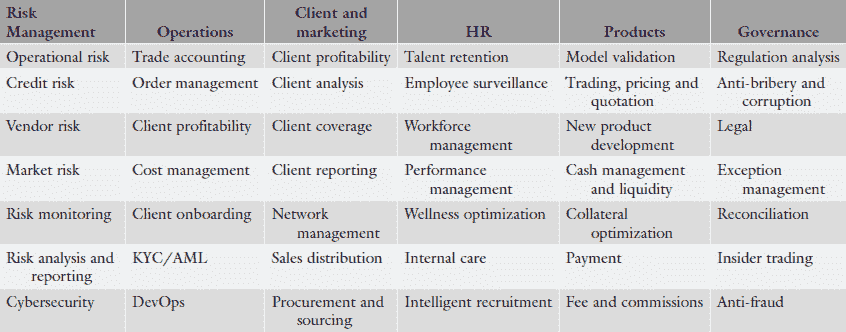 Risk Management Operations Client and marketing HR Products Governance
Operational risk Trade accounting Client profitability Talent retention Model validation Regulation analysis
Credit risk Order management Client analysis Employee surveillance Trading, pricing and quotation Anti-bribery and corruption
Vendor risk Client profitability Client coverage Workforce management New product development Legal
Market risk Cost management Client reporting Performance management Cash management and liquidity Exception management
Risk monitoring Client onboarding Network management Wellness optimization Collateral optimization Reconciliation
Risk analysis and reporting KYC/AML Sales distribution Internal care Payment Insider trading
Cybersecurity DevOps Procurement and sourcing Intelligent recruitment Fee and commissions Anti-fraud